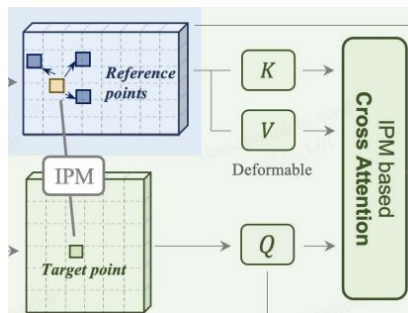 Reference
points
K
V
Deformable
IPM
Target point
Q
IPM based
Cross Attention